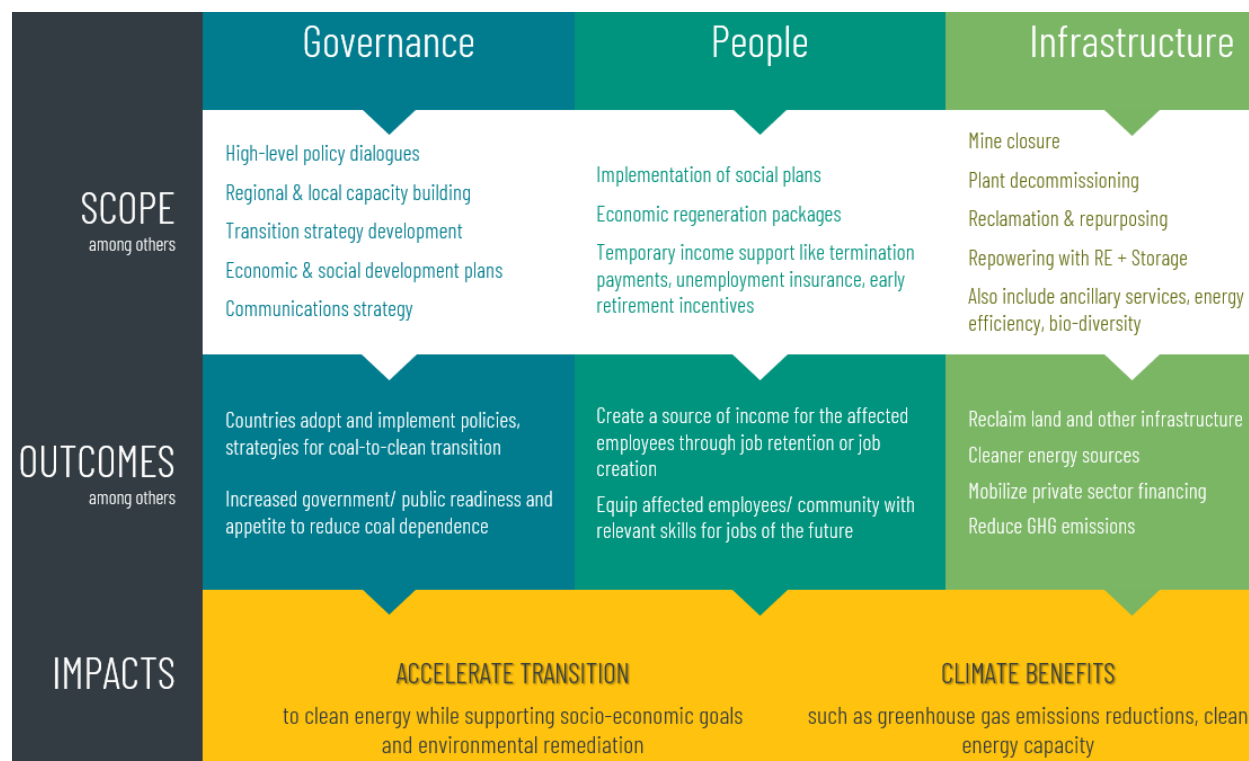 Governance
People
Infrastructure
SCOPE
among others
High-level policy dialogues
Regional & local capacity building
Transition strategy development
Economic & social development plans
Communications strategy
Implementation of social plans
Economic regeneration packages
Temporary income support like termination
payments, unemployment insurance, early
retirement incentives
Mine closure
Plant decommissioning
Reclamation & repurposing
Repowering with RE + Storage
Also include ancillary services, energy
efficiency, bio-diversity
OUTCOMES
among others
Countries adopt and implement policies,
strategies for coal-to-clean transition
Increased government/ public readiness and
appetite to reduce coal dependence
Create a source of income for the affected
employees through job retention or job
creation
Equip affected employees/ community with
relevant skills for jobs of the future
Reclaim land and other infrastructure
Cleaner energy sources
Mobilize private sector financing
Reduce GHG emissions
IMPACTS
ACCELERATE TRANSITION
to clean energy while supporting socio-economic goals
and environmental remediation
CLIMATE BENEFITS
such as greenhouse gas emissions reductions, clean
energy capacity